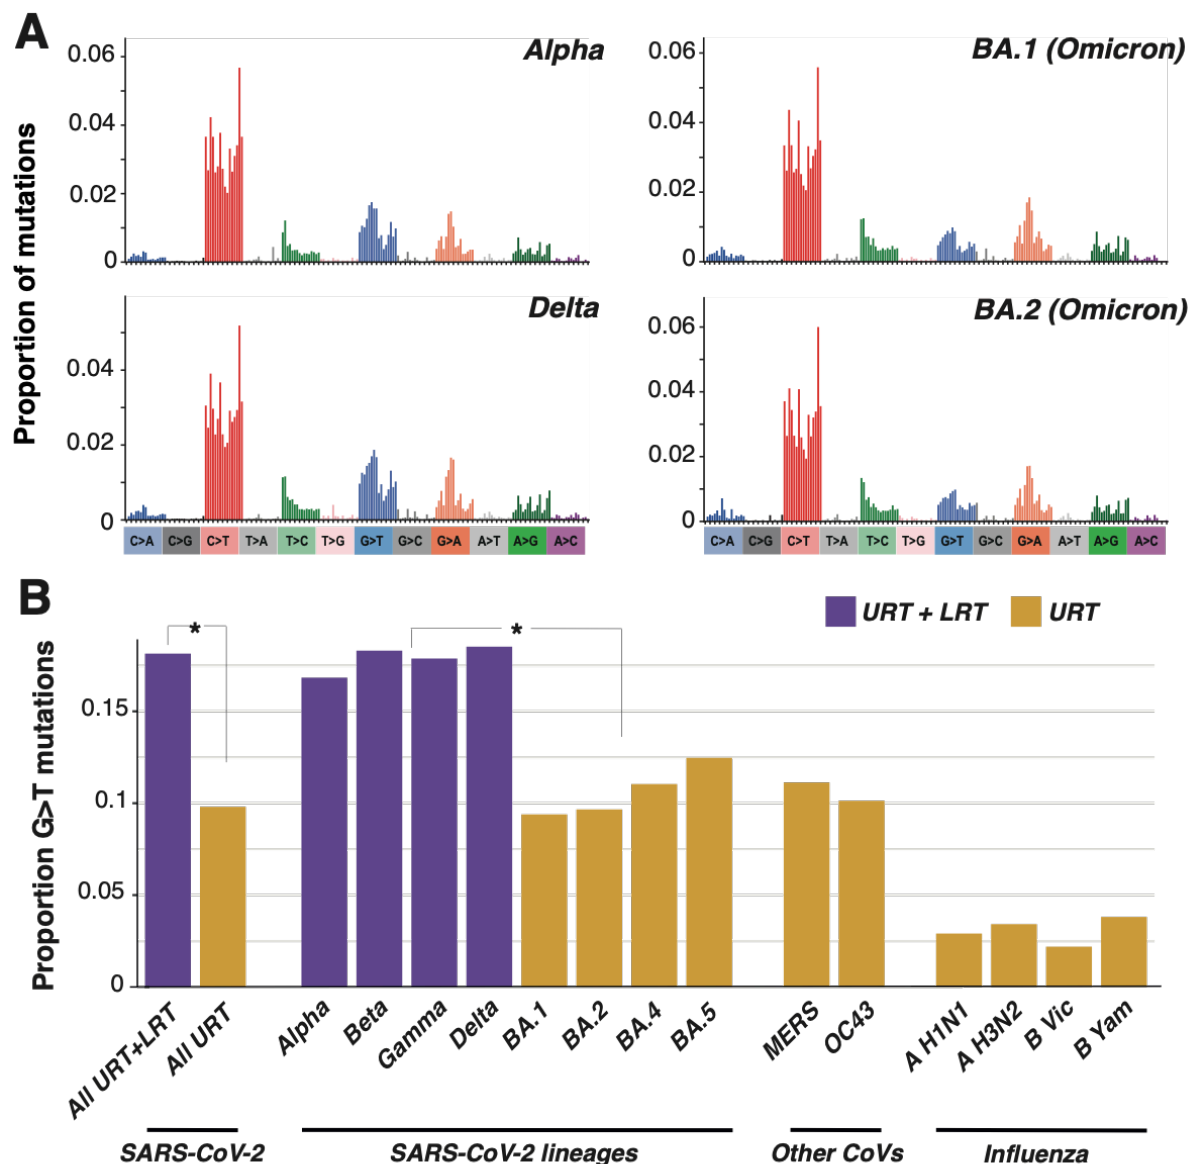 A
Alpha
BA.1 (Omicron)
Proportion of mutations
0.06
0.04
0.02
0
0.06
0.04
0.02
0
Delta
BA.2 (Omicron)
0.04
0.02
0
0.06
0.04
0.02
0
C>A C>G C>T T>A T>C T>G G>T G>C G>A A>T A>G A>C
C>A C>G C>T T>A T>C T>G G>T G>C G>A A>T A>G A>C
B
URT + LRT URT
* *
Proportion G>T mutations
0.15
0.1
0.05
0
All URT+LRT All URT Alpha Beta Gamma Delta BA.1 BA.2 BA.4 BA.5 MERS OC43 A H1N1 A H3N2 B Vic B Yam
SARS-CoV-2 SARS-CoV-2 lineages Other CoVs Influenza